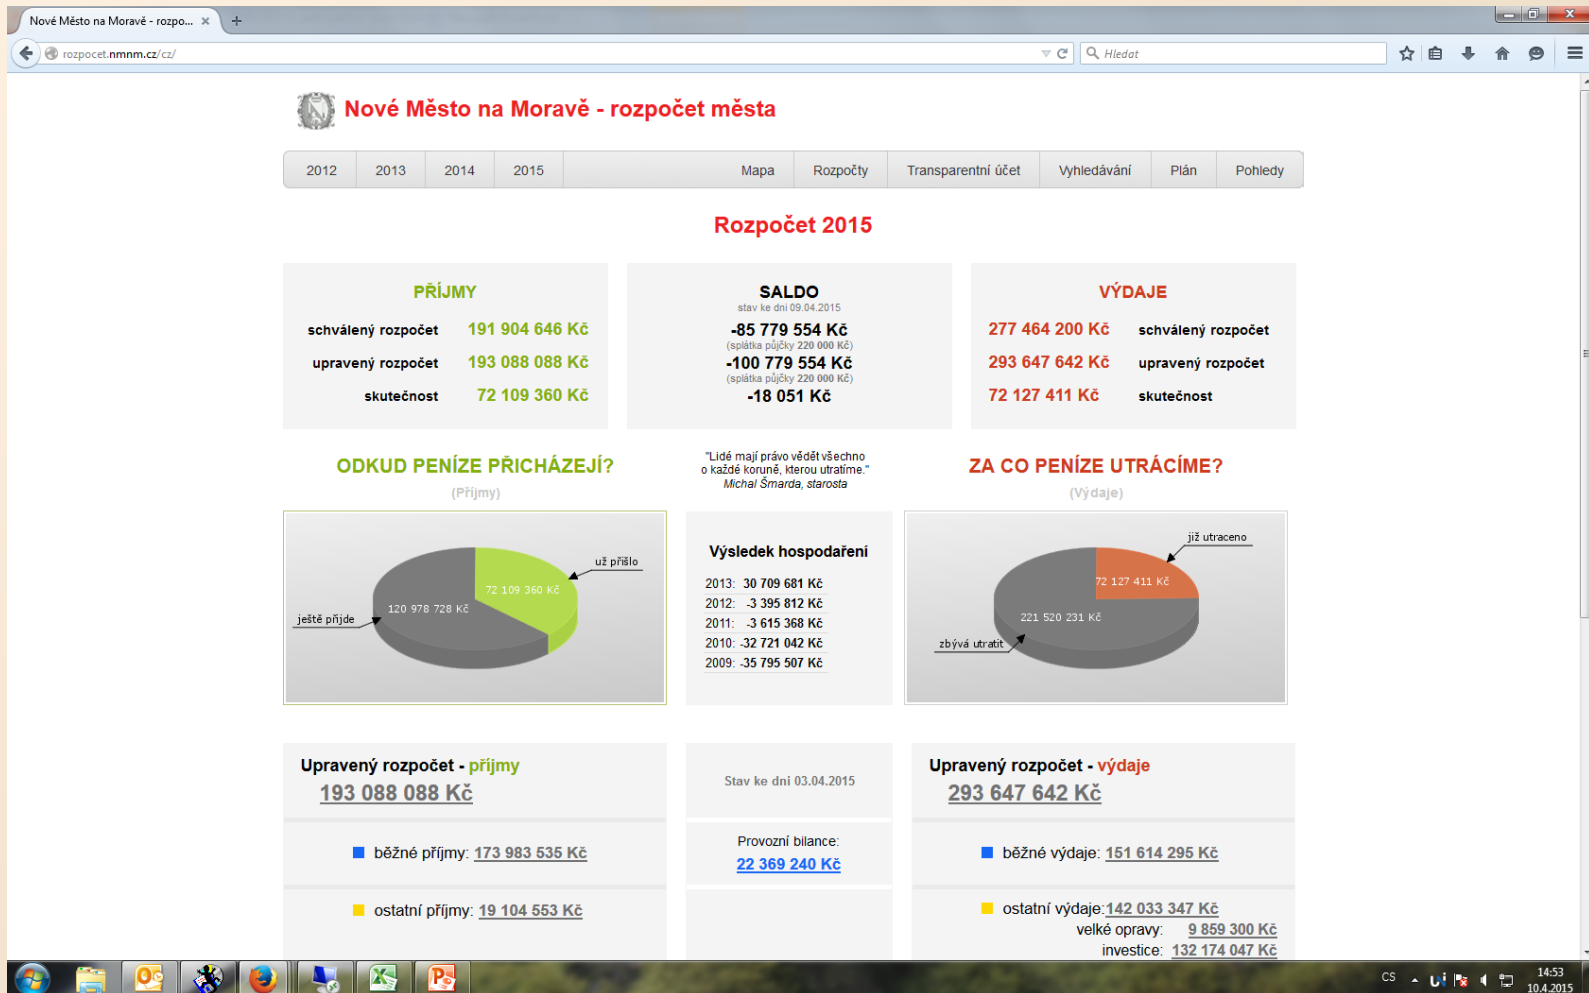 Nové Město na Moravě - rozpo...
rozpocet.nmnm.cz/cz/
Hledat
Nové Město na Moravě - rozpočet města
2012 2013 2014 2015 Mapa Rozpočty Transparentní účet Vyhledávání Plán Pohledy
Rozpočet 2015
PŘÍJMY
schválený rozpočet 191 904 646 Kč
upravený rozpočet 193 088 088 Kč
skutečnost 72 109 360 Kč
SALDO
stav ke dni 09.04.2015
-85 779 554 Kč
(splátka půjčky 220 000 Kč)
-100 779 554 Kč
(splátka půjčky 220 000 Kč)
-18 051 Kč
VÝDAJE
277 464 200 Kč schválený rozpočet
293 647 642 Kč upravený rozpočet
72 127 411 Kč skutečnost
ODKUD PENÍZE PŘICHÁZEJÍ?
(Příjmy)
"Lidé mají právo vědět všechno
o každé koruně, kterou utratíme."
Michal Šmarda, starosta
ZA CO PENÍZE UTRÁCÍME?
(Výdaje)
už přišlo
72 109 360 Kč
120 978 728 Kč
ještě přijde
Výsledek hospodaření
2013: 30 709 681 Kč
2012: -3 395 812 Kč
2011: -3 615 368 Kč
2010: -32 721 042 Kč
2009: -35 795 507 Kč
již utraceno
72 127 411 Kč
221 520 231 Kč
zbývá utratit
Upravený rozpočet - příjmy
193 088 088 Kč
běžné příjmy: 173 983 535 Kč
ostatní příjmy: 19 104 553 Kč
Stav ke dni 03.04.2015
Provozní bilance:
22 369 240 Kč
Upravený rozpočet - výdaje
293 647 642 Kč
běžné výdaje: 151 614 295 Kč
ostatní výdaje:142 033 347 Kč
velké opravy: 9 859 300 Kč
investice: 132 174 047 Kč
CS
14:53
10.4.2015